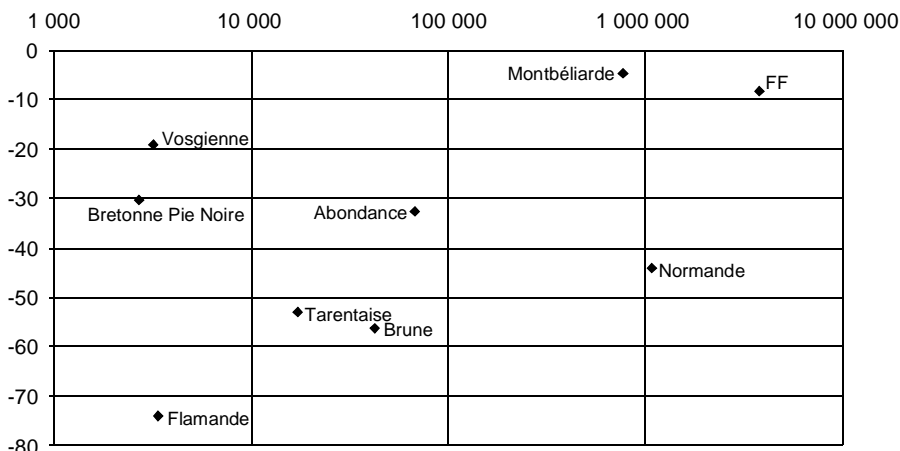 1 000 10 000 100 000 1 000 000 10 000 000
0
Montbéliarde
FF
-10
Vosgienne
-20
-30
Bretonne Pie Noire
Abondance
-40
Normande
-50
Tarentaise
Brune
-60
-70
Flamande
-80